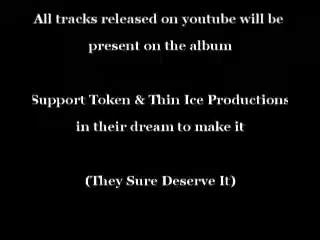 All tracks released on youtube will be
present on the album
Support Token & Thin Ice Productions
in their dream to make it
(They Sure Deserve It)